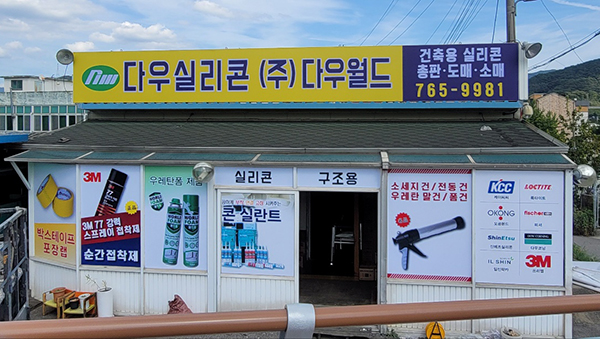 다우실리콘 (주)다우월드
건축용 실리콘
총판·도매·소매
765-9981
실리콘
구조용
박스테이프
포장랩
3M
3M 77 강력
스프레이 접착제
순간접착제
우레탄폼 제품
콘 실란트
소세지건 / 전동건
우레탄 말건 / 폼건
KCC
LOCTITE
OKONG
fischer
ShinEtsu
IL SHIN
3M